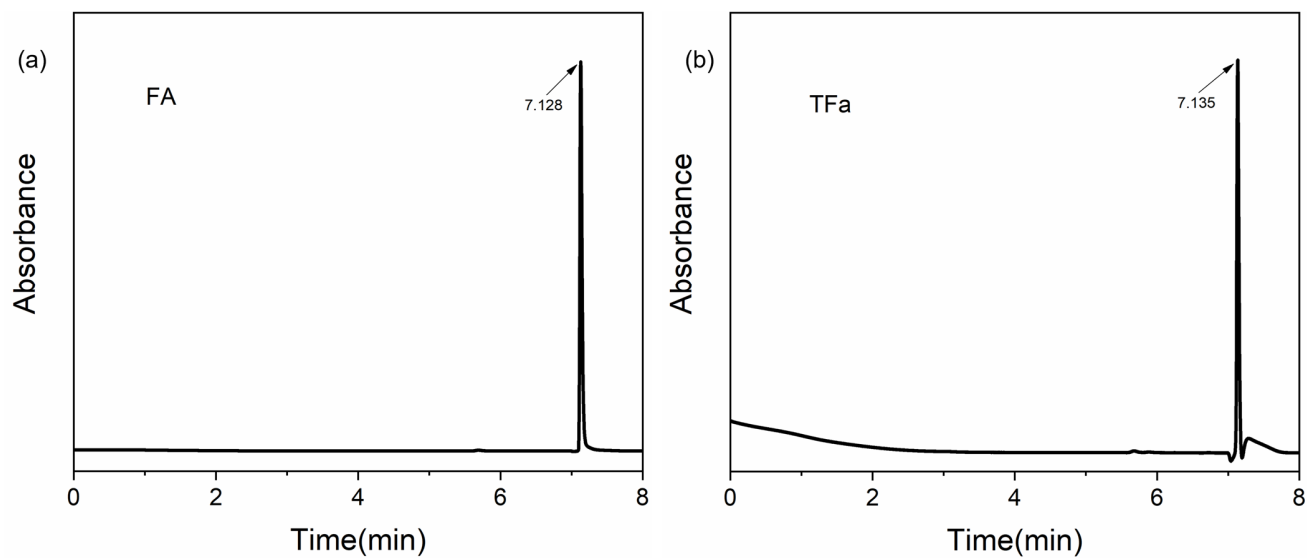 (a)
FA
7.128
Absorbance
0 2 4 6 8
Time(min)
(b)
TFa
7.135
Absorbance
0 2 4 6 8
Time(min)